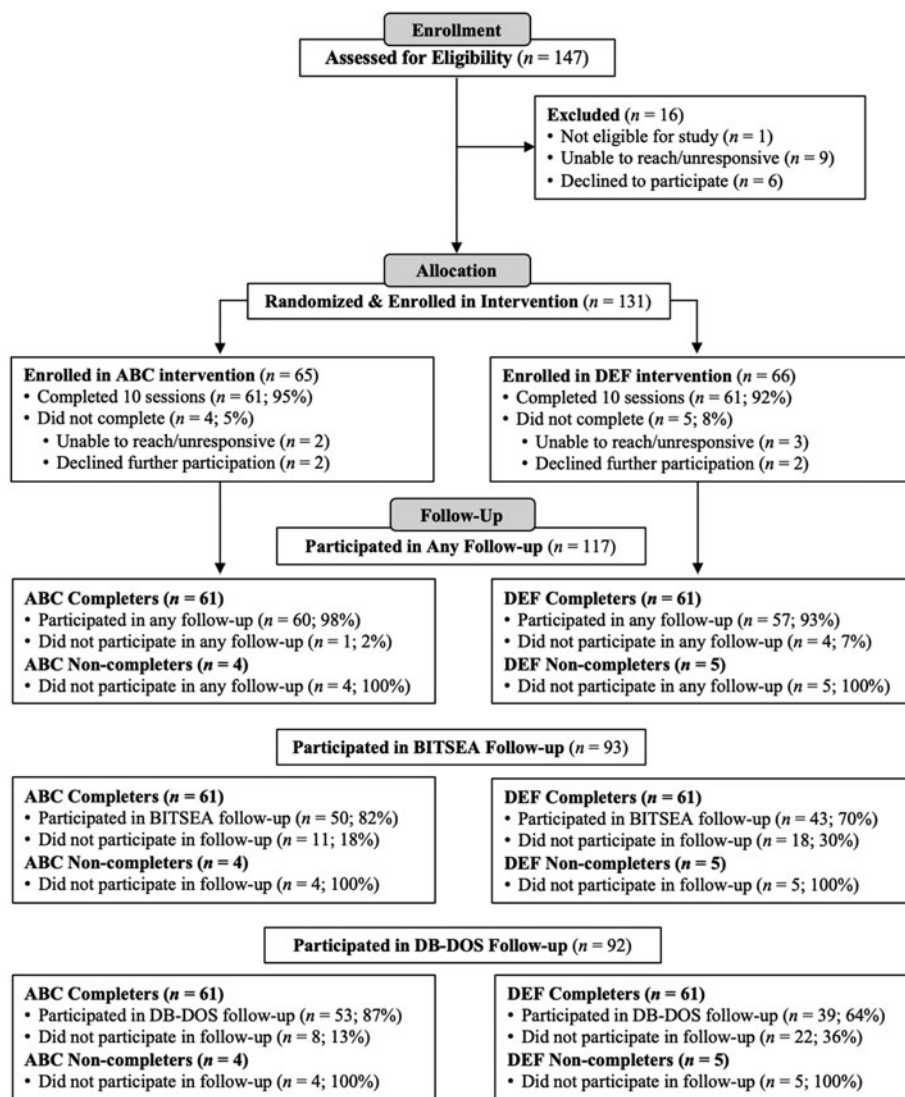 Enrollment
Assessed for Eligibility (n = 147)
Excluded (n = 16)
• Not eligible for study (n = 1)
• Unable to reach/unresponsive (n = 9)
• Declined to participate (n = 6)
Allocation
Randomized & Enrolled in Intervention (n = 131)
Enrolled in ABC intervention (n = 65)
• Completed 10 sessions (n = 61; 95%)
• Did not complete (n = 4; 5%)
• Unable to reach/unresponsive (n = 2)
• Declined further participation (n = 2)
Enrolled in DEF intervention (n = 66)
• Completed 10 sessions (n = 61; 92%)
• Did not complete (n = 5; 8%)
• Unable to reach/unresponsive (n = 3)
• Declined further participation (n = 2)
Follow-Up
Participated in Any Follow-up (n = 117)
ABC Completers (n = 61)
• Participated in any follow-up (n = 60; 98%)
• Did not participate in any follow-up (n = 1; 2%)
ABC Non-completers (n = 4)
• Did not participate in any follow-up (n = 4; 100%)
DEF Completers (n = 61)
• Participated in any follow-up (n = 57; 93%)
• Did not participate in any follow-up (n = 4; 7%)
DEF Non-completers (n = 5)
• Did not participate in any follow-up (n = 5; 100%)
Participated in BITSEA Follow-up (n = 93)
ABC Completers (n = 61)
• Participated in BITSEA follow-up (n = 50; 82%)
• Did not participate in follow-up (n = 11; 18%)
ABC Non-completers (n = 4)
• Did not participate in follow-up (n = 4; 100%)
DEF Completers (n = 61)
• Participated in BITSEA follow-up (n = 43; 70%)
• Did not participate in follow-up (n = 18; 30%)
DEF Non-completers (n = 5)
• Did not participate in follow-up (n = 5; 100%)
Participated in DB-DOS Follow-up (n = 92)
ABC Completers (n = 61)
• Participated in DB-DOS follow-up (n = 53; 87%)
• Did not participate in follow-up (n = 8; 13%)
ABC Non-completers (n = 4)
• Did not participate in follow-up (n = 4; 100%)
DEF Completers (n = 61)
• Participated in DB-DOS follow-up (n = 39; 64%)
• Did not participate in follow-up (n = 22; 36%)
DEF Non-completers (n = 5)
• Did not participate in follow-up (n = 5; 100%)